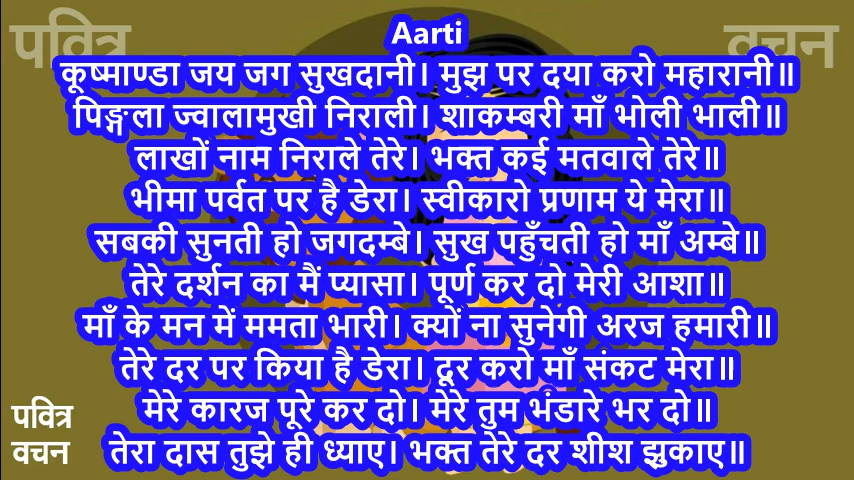 पवित्र
वचन
Aarti
कूष्माण्डा जय जग सुखदानी। मुझ पर दया करो महारानी॥
पिङ्गला ज्वालामुखी निराली। शाकम्बरी माँ भोली भाली॥
लाखों नाम निराले तेरे। भक्त कई मतवाले तेरे॥
भीमा पर्वत पर है डेरा। स्वीकारो प्रणाम ये मेरा॥
सबकी सुनती हो जगदम्बे। सुख पहुँचती हो माँ अम्बे॥
तेरे दर्शन का मैं प्यासा। पूर्ण कर दो मेरी आशा॥
माँ के मन में ममता भारी। क्यों ना सुनेगी अरज हमारी॥
तेरे दर पर किया है डेरा। दूर करो माँ संकट मेरा॥
मेरे कारज पूरे कर दो। मेरे तुम भंडारे भर दो॥
तेरा दास तुझे ही ध्याए। भक्त तेरे दर शीश झुकाए॥
पवित्र
वचन